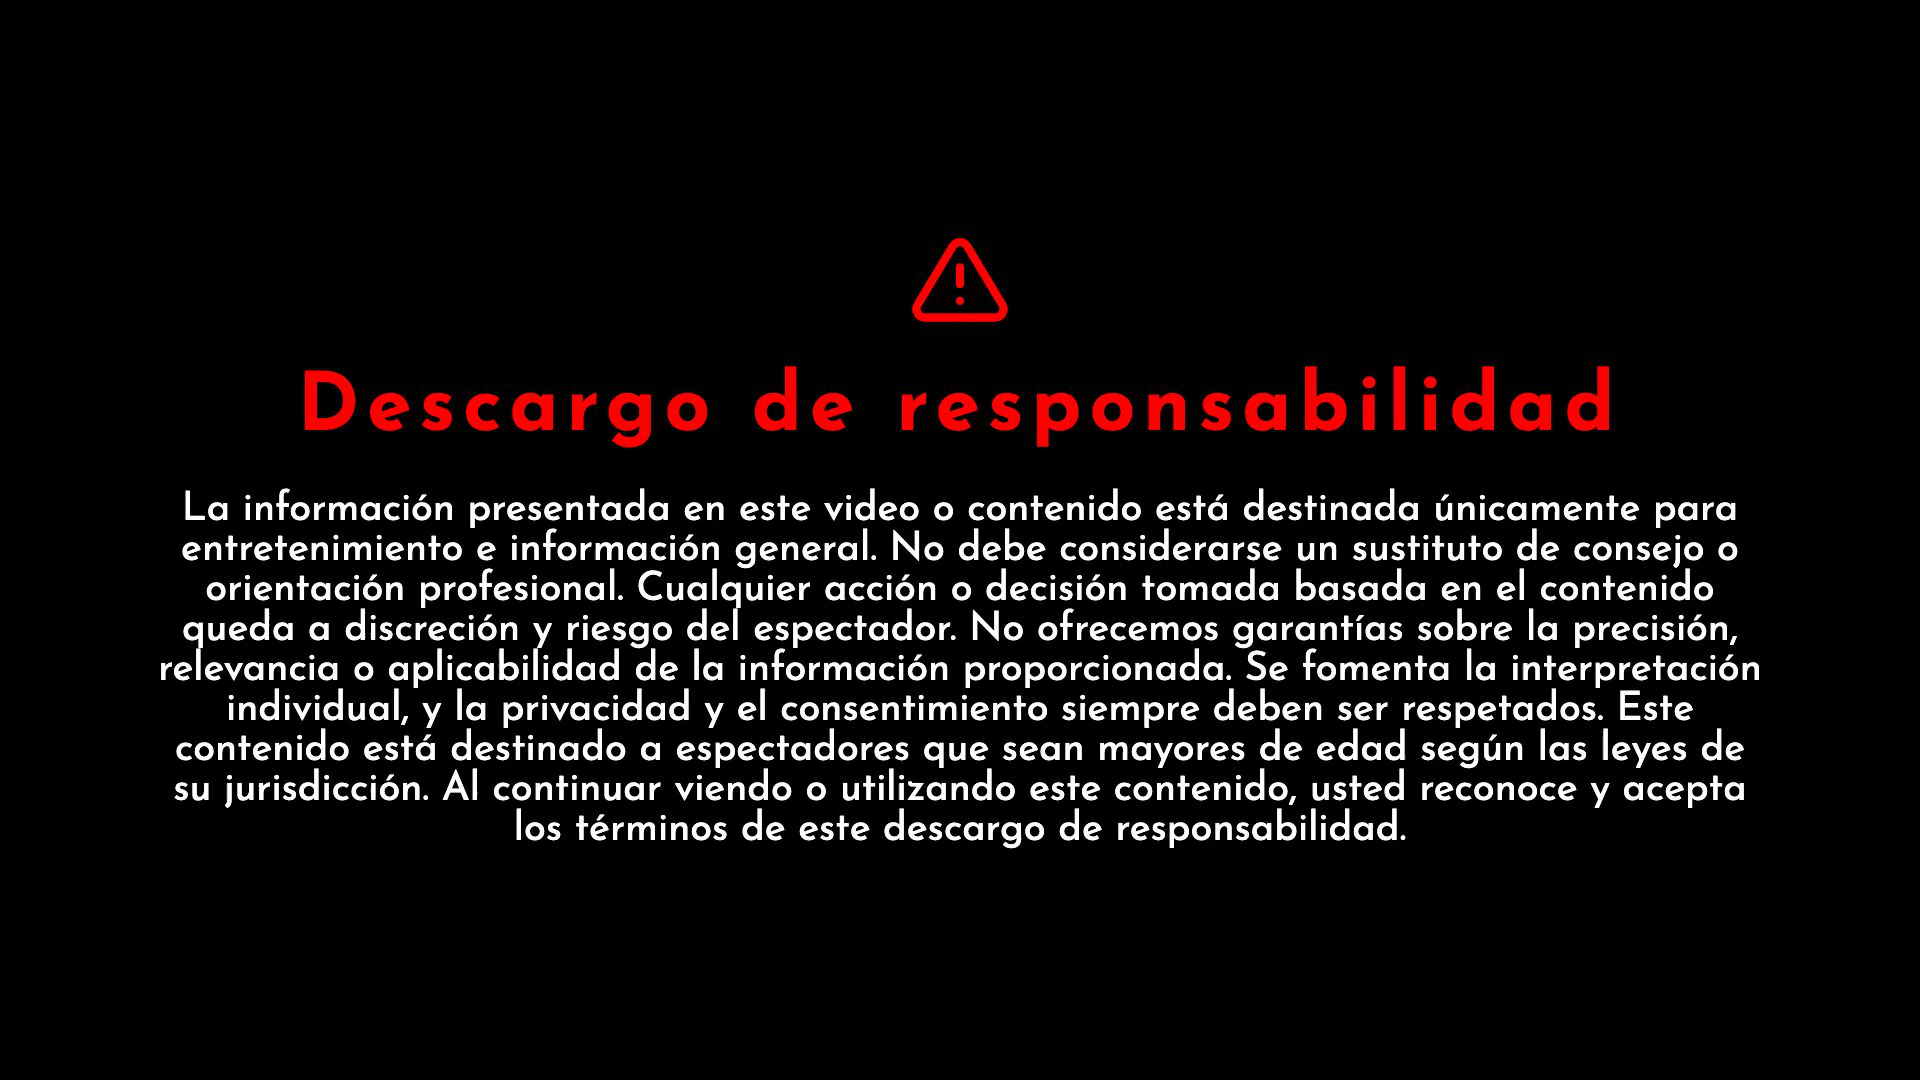 Descargo de responsabilidad
La información presentada en este video o contenido está destinada únicamente para
entretenimiento e información general. No debe considerarse un sustituto de consejo o
orientación profesional. Cualquier acción o decisión tomada basada en el contenido
queda a discreción y riesgo del espectador. No ofrecemos garantías sobre la precisión,
relevancia o aplicabilidad de la información proporcionada. Se fomenta la interpretación
individual, y la privacidad y el consentimiento siempre deben ser respetados. Este
contenido está destinado a espectadores que sean mayores de edad según las leyes de
su jurisdicción. Al continuar viendo o utilizando este contenido, usted reconoce y acepta
los términos de este descargo de responsabilidad.